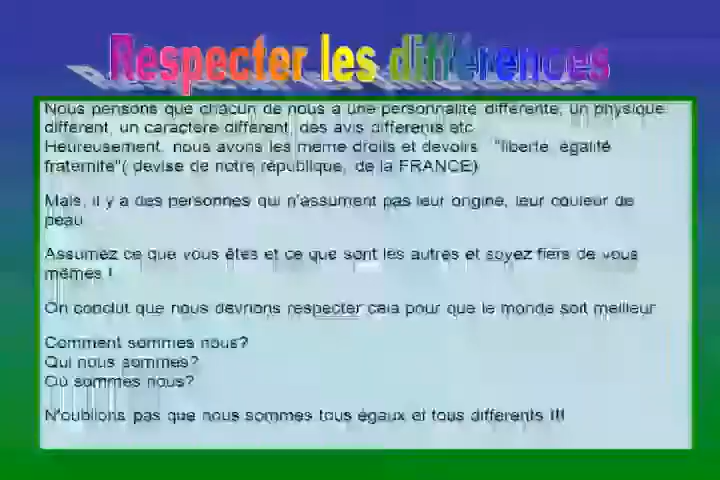 Respecter les différences
Nous pensons que chacun de nous a une personnalité différente, un physique
différent, un caractère différent, des avis différents etc
Heureusement, nous avons les même droits et devoirs "liberté égalité
fraternité"( devise de notre république, de la FRANCE)
Mais, il y a des personnes qui n'assument pas leur origine, leur couleur de
peau
Assumez ce que vous êtes et ce que sont les autres et soyez fiers de vous
mêmes !
On conclut que nous devrions respecter cela pour que le monde soit meilleur
Comment sommes nous?
Qui nous sommes?
Où sommes nous?
N'oublions pas que nous sommes tous égaux et tous différents !!!